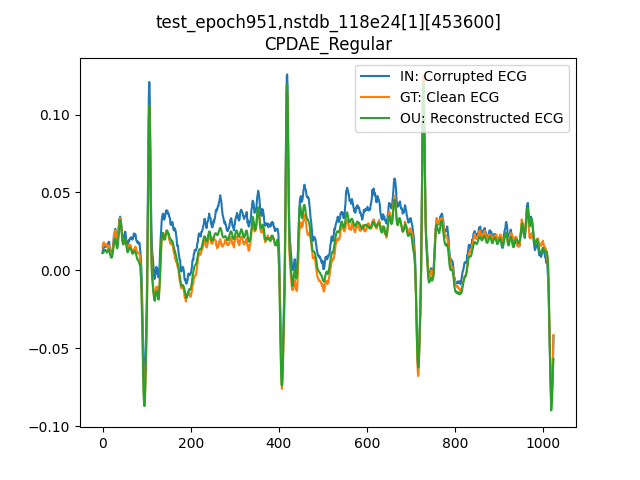 test_epoch951,nstdb_118e24[1][453600]
CPDAE_Regular
IN: Corrupted ECG
GT: Clean ECG
OU: Reconstructed ECG
0.10
0.05
0.00
−0.05
−0.10
0 200 400 600 800 1000